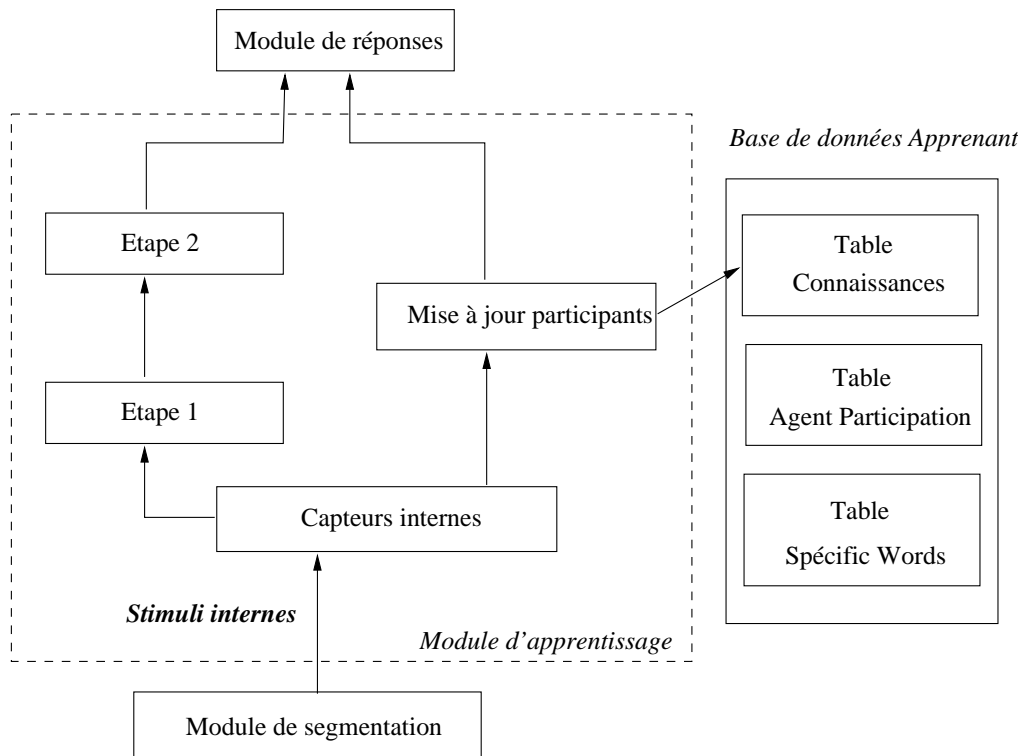 Module de réponses
Base de données Apprenant
Etape 2
Table
Connaissances
Mise à jour participants
Etape 1
Table
Agent Participation
Capteurs internes
Table
Spécific Words
Stimuli internes
Module d'apprentissage
Module de segmentation